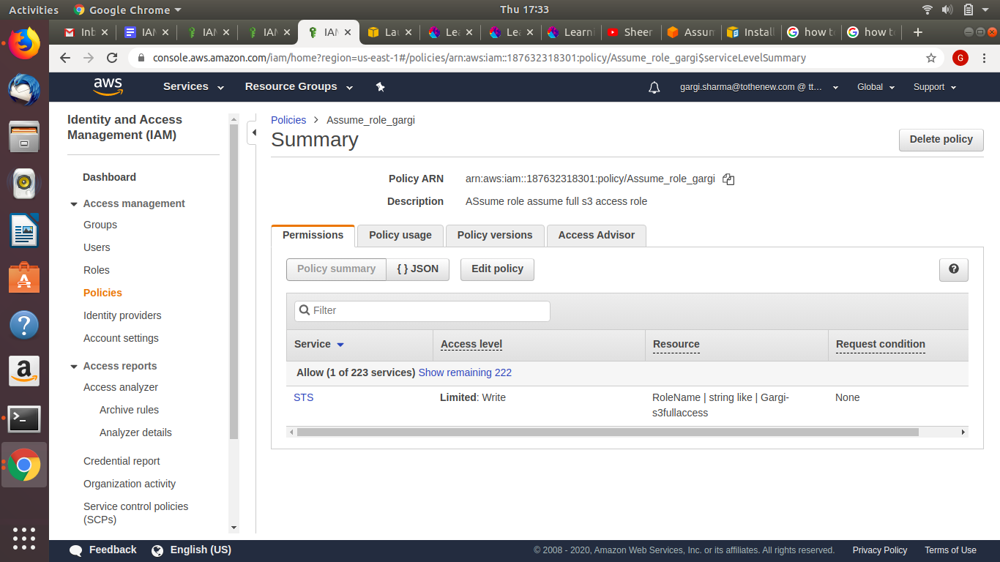 Activities
Google Chrome
Thu 17:33
Inb
IAM
IAM
IAM
IAM
Lau
Lea
Lea
Learni
Sheer
Assum
Install
how to
how to
console.aws.amazon.com/iam/home?region=us-east-1#/policies/arn:aws:iam::187632318301:policy/Assume_role_gargi$serviceLevelSummary
G
aws
Services
Resource Groups
gargi.sharma@tothenew.com @ tt...
Global
Support
Identity and Access
Management (IAM)
Dashboard
Access management
Groups
Users
Roles
Policies
Identity providers
Account settings
Access reports
Access analyzer
Archive rules
Analyzer details
Credential report
Organization activity
Service control policies
(SCPs)
Policies > Assume_role_gargi
Summary
Delete policy
Policy ARN arn:aws:iam::187632318301:policy/Assume_role_gargi
Description ASsume role assume full s3 access role
Permissions
Policy usage
Policy versions
Access Advisor
Policy summary
{ } JSON
Edit policy
Filter
Service
Access level
Resource
Request condition
Allow (1 of 223 services) Show remaining 222
STS
Limited: Write
RoleName | string like | Gargi-
s3fullaccess
None
Feedback
English (US)
© 2008 - 2020, Amazon Web Services, Inc. or its affiliates. All rights reserved.
Privacy Policy
Terms of Use